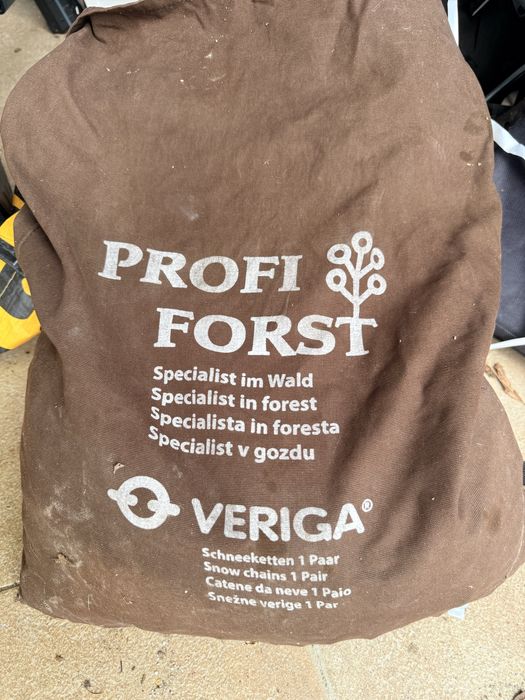 PROFI
FORST
Specialist im Wald
Specialist in forest
Specialista in foresta
Specialist v gozdu
VERIGA®
Schneeketten 1 Paar
Snow chains 1 Pair
Catene da neve 1 Paio
Snežne verige 1 Par